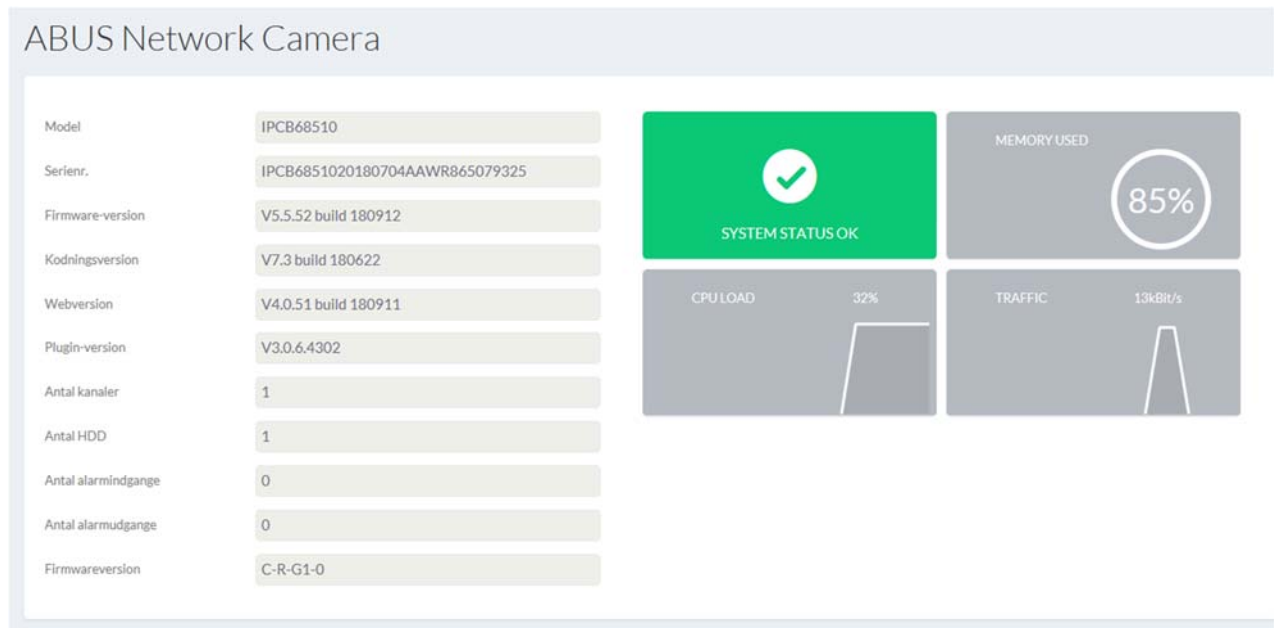 ABUS Network Camera
Model IPCB68510
Serienr. IPCB6851020180704AAWR865079325
Firmware-version V5.5.52 build 180912
Kodningsversion V7.3 build 180622
Webversion V4.0.51 build 180911
Plugin-version V3.0.6.4302
Antal kanaler 1
Antal HDD 1
Antal alarmindgange 0
Antal alarmudgange 0
Firmwareversion C-R-G1-0
SYSTEM STATUS OK
MEMORY USED
85%
CPU LOAD 32%
TRAFFIC 13kBit/s